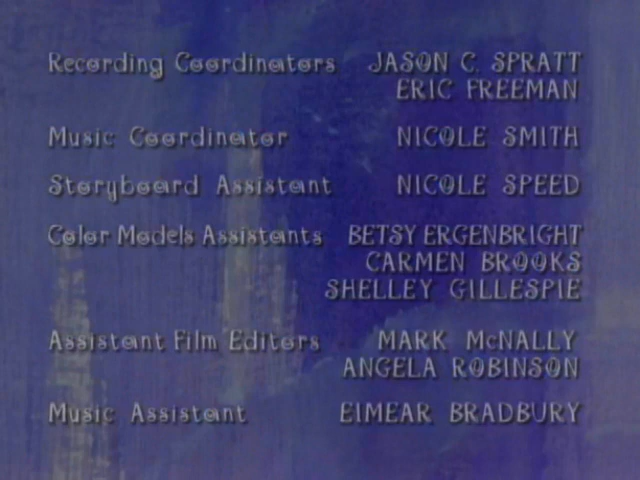 Recording Coordinators JASON C. SPRATT
ERIC FREEMAN
Music Coordinator NICOLE SMITH
Storyboard Assistant NICOLE SPEED
Color Models Assistants BETSY ERGENBRIGHT
CARMEN BROOKS
SHELLEY GILLESPIE
Assistant Film Editors MARK McNALLY
ANGELA ROBINSON
Music Assistant EIMEAR BRADBURY